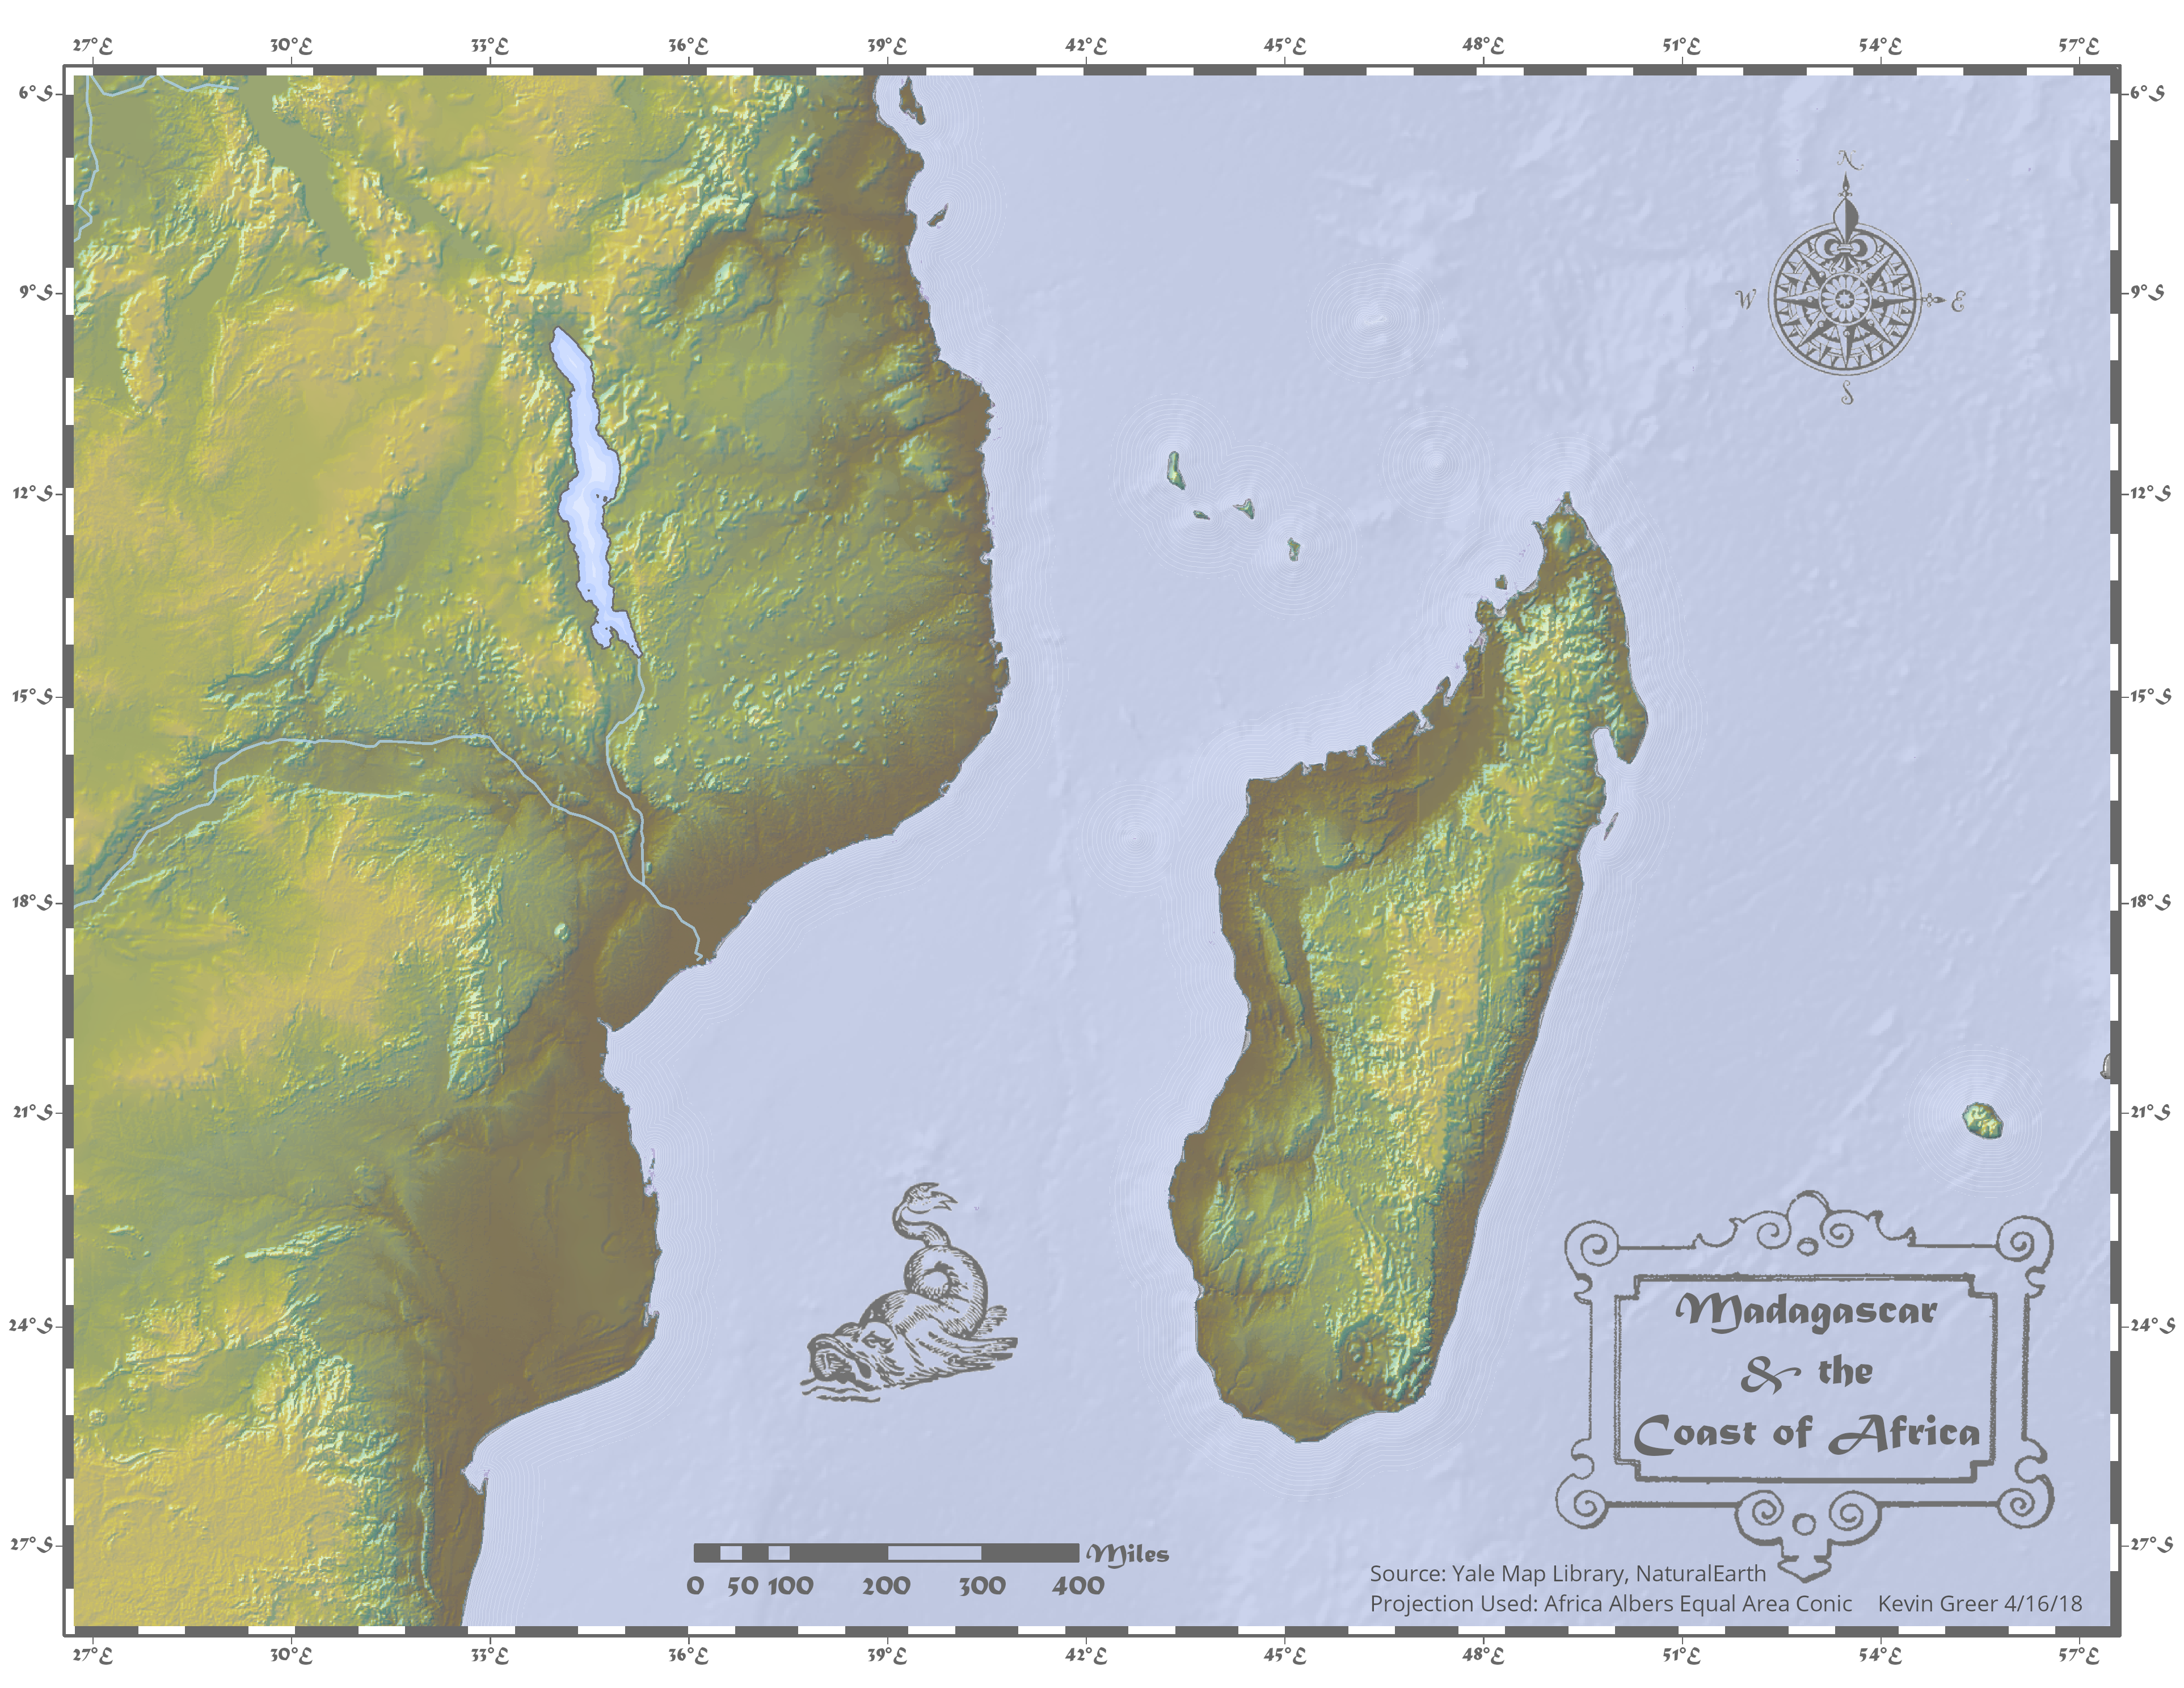 27°E 30°E 33°E 36°E 39°E 42°E 45°E 48°E 51°E 54°E 57°E
6°S 6°S
N
9°S W E 9°S
S
12°S 12°S
15°S 15°S
18°S 18°S
21°S 21°S
Madagascar
24°S 24°S
& the
Coast of Africa
27°S 27°S
Miles
0 50 100 200 300 400
Source: Yale Map Library, NaturalEarth
Projection Used: Africa Albers Equal Area Conic Kevin Greer 4/16/18
27°E 30°E 33°E 36°E 39°E 42°E 45°E 48°E 51°E 54°E 57°E